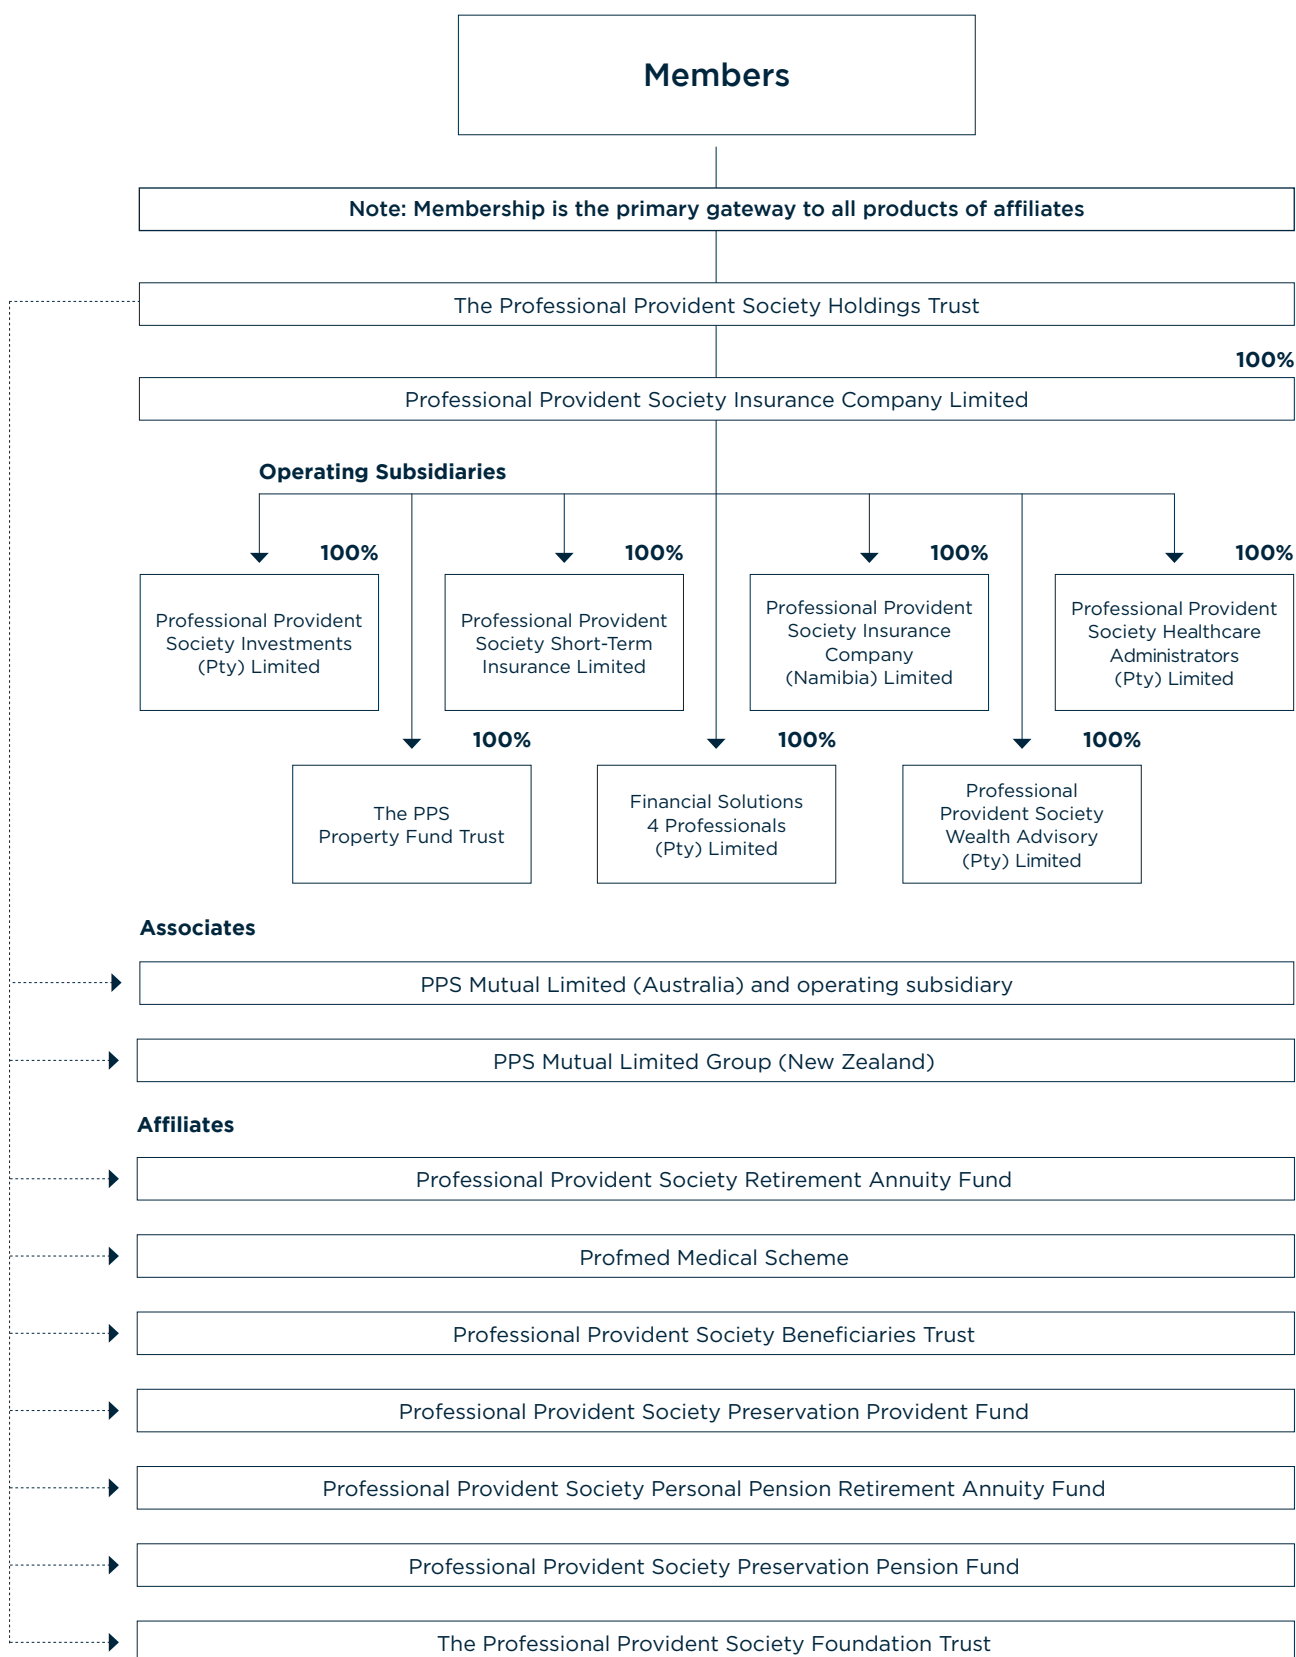 Members
Note: Membership is the primary gateway to all products of affiliates
The Professional Provident Society Holdings Trust
100%
Professional Provident Society Insurance Company Limited
Operating Subsidiaries
100%
Professional Provident
Society Investments
(Pty) Limited
100%
Professional Provident
Society Short-Term
Insurance Limited
100%
Professional Provident
Society Insurance
Company
(Namibia) Limited
100%
Professional Provident
Society Healthcare
Administrators
(Pty) Limited
100%
The PPS
Property Fund Trust
100%
Financial Solutions
4 Professionals
(Pty) Limited
100%
Professional
Provident Society
Wealth Advisory
(Pty) Limited
Associates
PPS Mutual Limited (Australia) and operating subsidiary
PPS Mutual Limited Group (New Zealand)
Affiliates
Professional Provident Society Retirement Annuity Fund
Profmed Medical Scheme
Professional Provident Society Beneficiaries Trust
Professional Provident Society Preservation Provident Fund
Professional Provident Society Personal Pension Retirement Annuity Fund
Professional Provident Society Preservation Pension Fund
The Professional Provident Society Foundation Trust